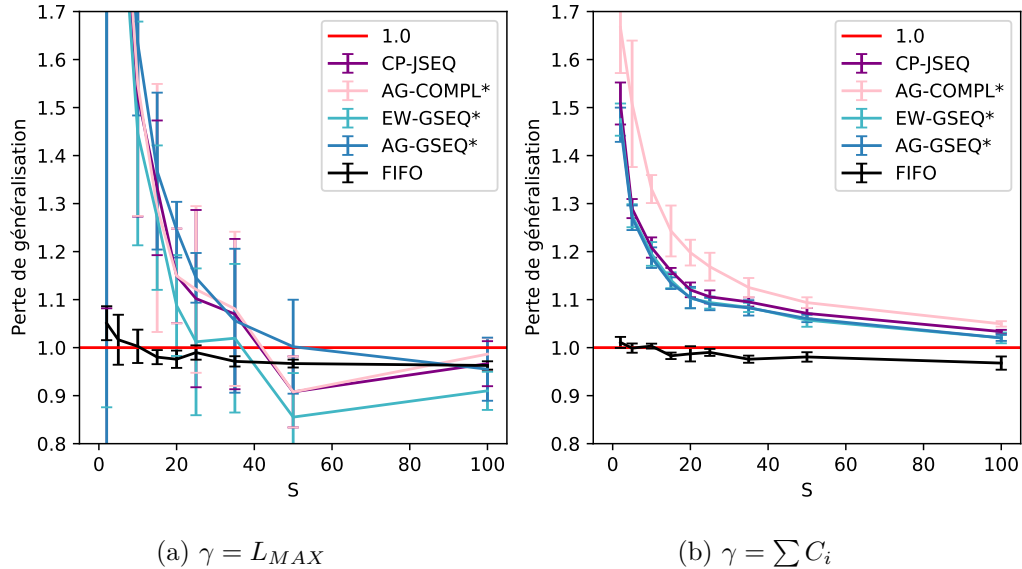 1.7
1.6
1.5
1.4
1.3
1.2
1.1
1.0
0.9
0.8
Perte de généralisation
0 20 40 60 80 100
S
1.0
CP-JSEQ
AG-COMPL*
EW-GSEQ*
AG-GSEQ*
FIFO
(a) γ = L_{MAX}
1.7
1.6
1.5
1.4
1.3
1.2
1.1
1.0
0.9
0.8
Perte de généralisation
0 20 40 60 80 100
S
1.0
CP-JSEQ
AG-COMPL*
EW-GSEQ*
AG-GSEQ*
FIFO
(b) γ = ∑ C_i